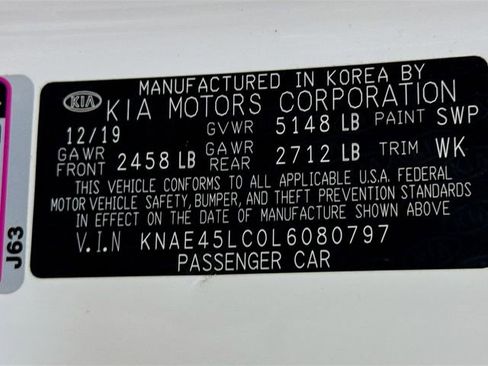 MANUFACTURED IN KOREA BY
KIA KIA MOTORS CORPORATION
12/19 GVWR 5148 LB PAINT SWP
GAWR FRONT 2458 LB GAWR REAR 2712 LB TRIM WK
THIS VEHICLE CONFORMS TO ALL APPLICABLE U.S.A. FEDERAL
MOTOR VEHICLE SAFETY, BUMPER, AND THEFT PREVENTION STANDARDS
IN EFFECT ON THE DATE OF MANUFACTURE SHOWN ABOVE
V.I.N KNAE45LC0L6080797
PASSENGER CAR
J63